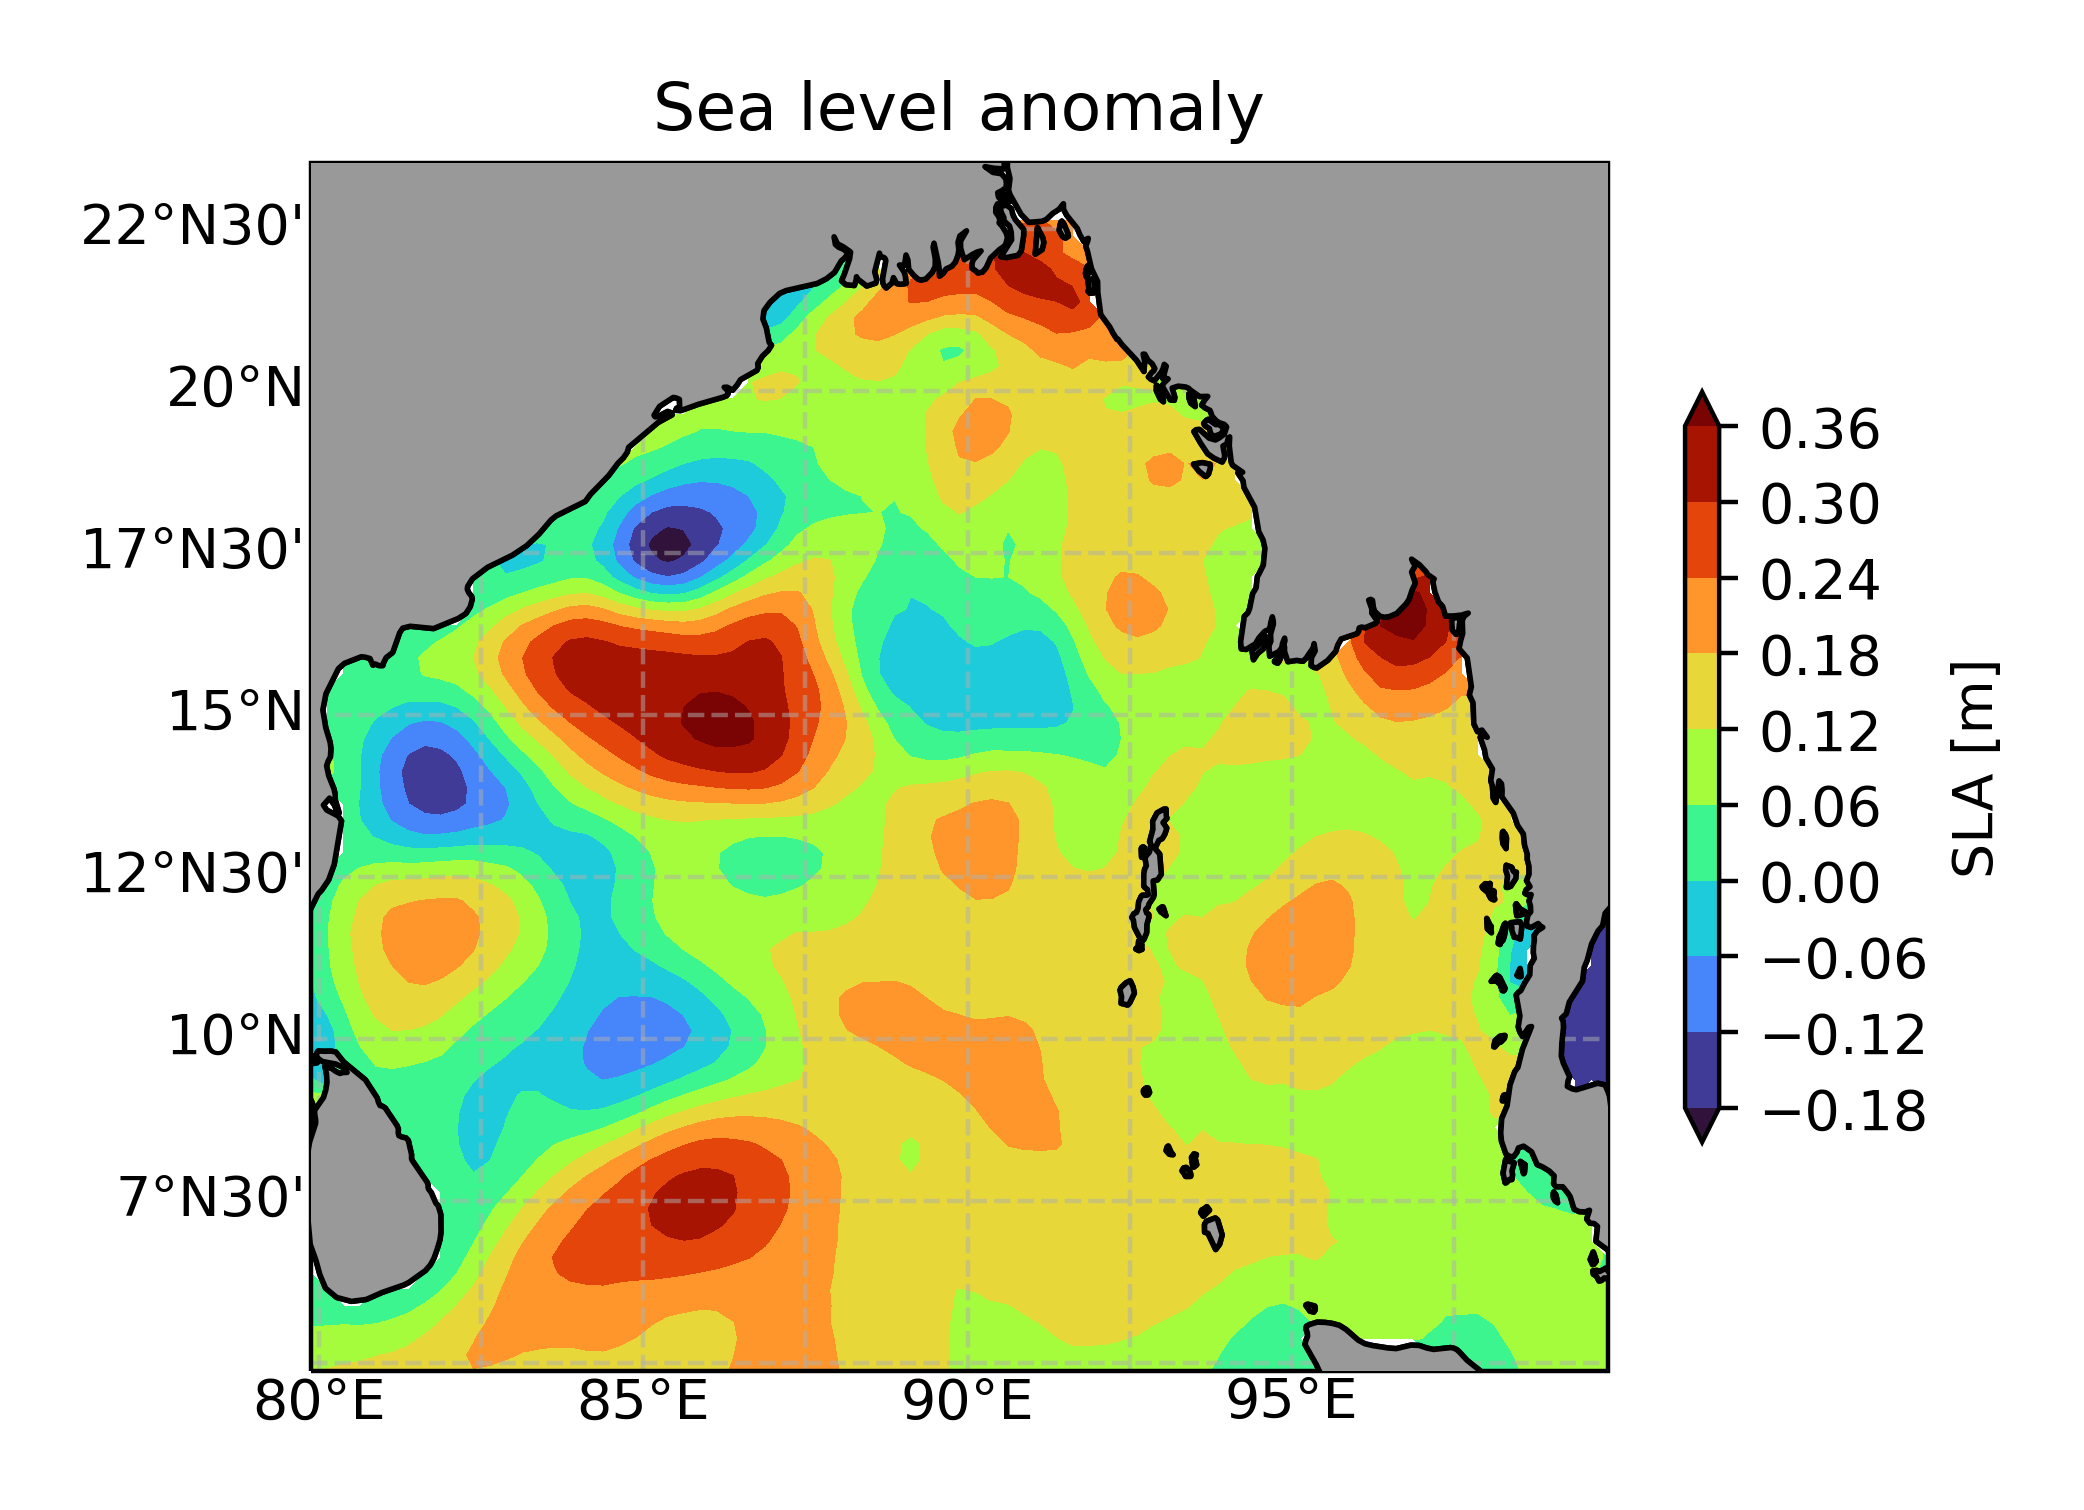 Sea level anomaly
22°N30'
20°N
17°N30'
15°N
12°N30'
10°N
7°N30'
80°E 85°E 90°E 95°E
0.36
0.30
0.24
0.18
0.12
0.06
0.00
−0.06
−0.12
−0.18
SLA [m]